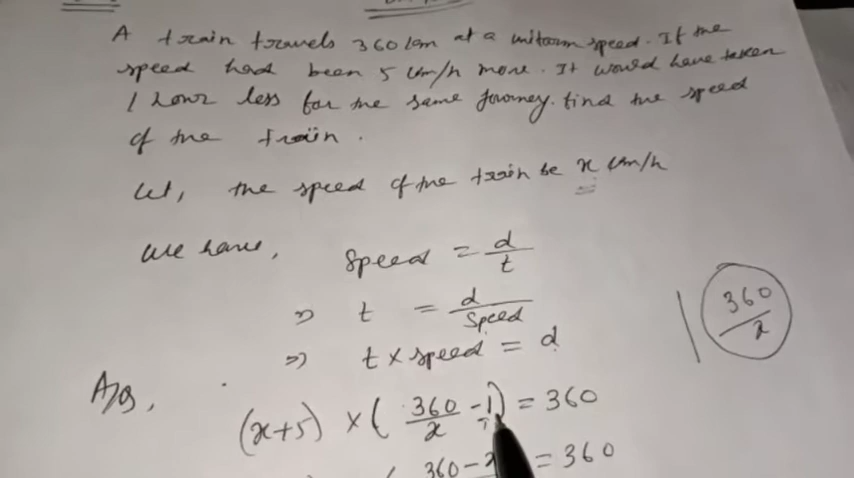 A train travels 360 km at a uniform speed. If the
speed had been 5 km/h more. It would have taken
1 hour less for the same journey. find the speed
of the train.
Let, the speed of the train be x km/h
We have, Speed = d/t
⇒ t = d/Speed
⇒ t × speed = d
360/x
A/Q,
(x+5) × (360/x - 1) = 360
360 - x = 360